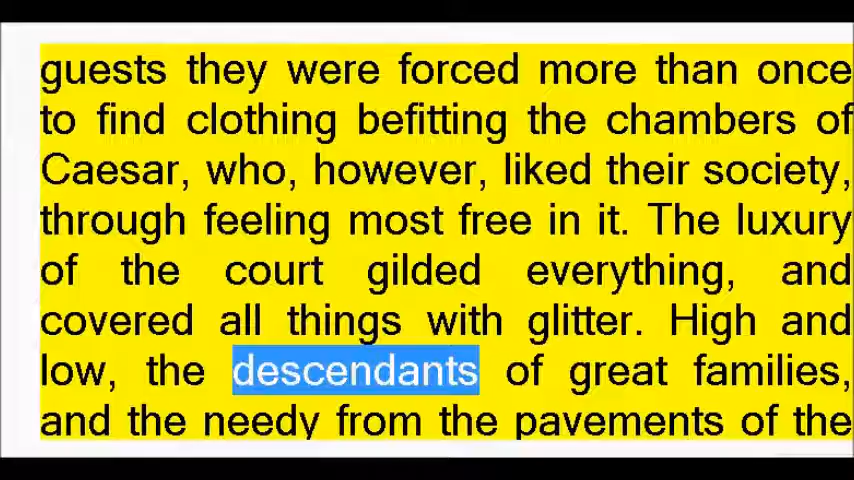 guests they were forced more than once
to find clothing befitting the chambers of
Caesar, who, however, liked their society,
through feeling most free in it. The luxury
of the court gilded everything, and
covered all things with glitter. High and
low, the descendants of great families,
and the needy from the pavements of the